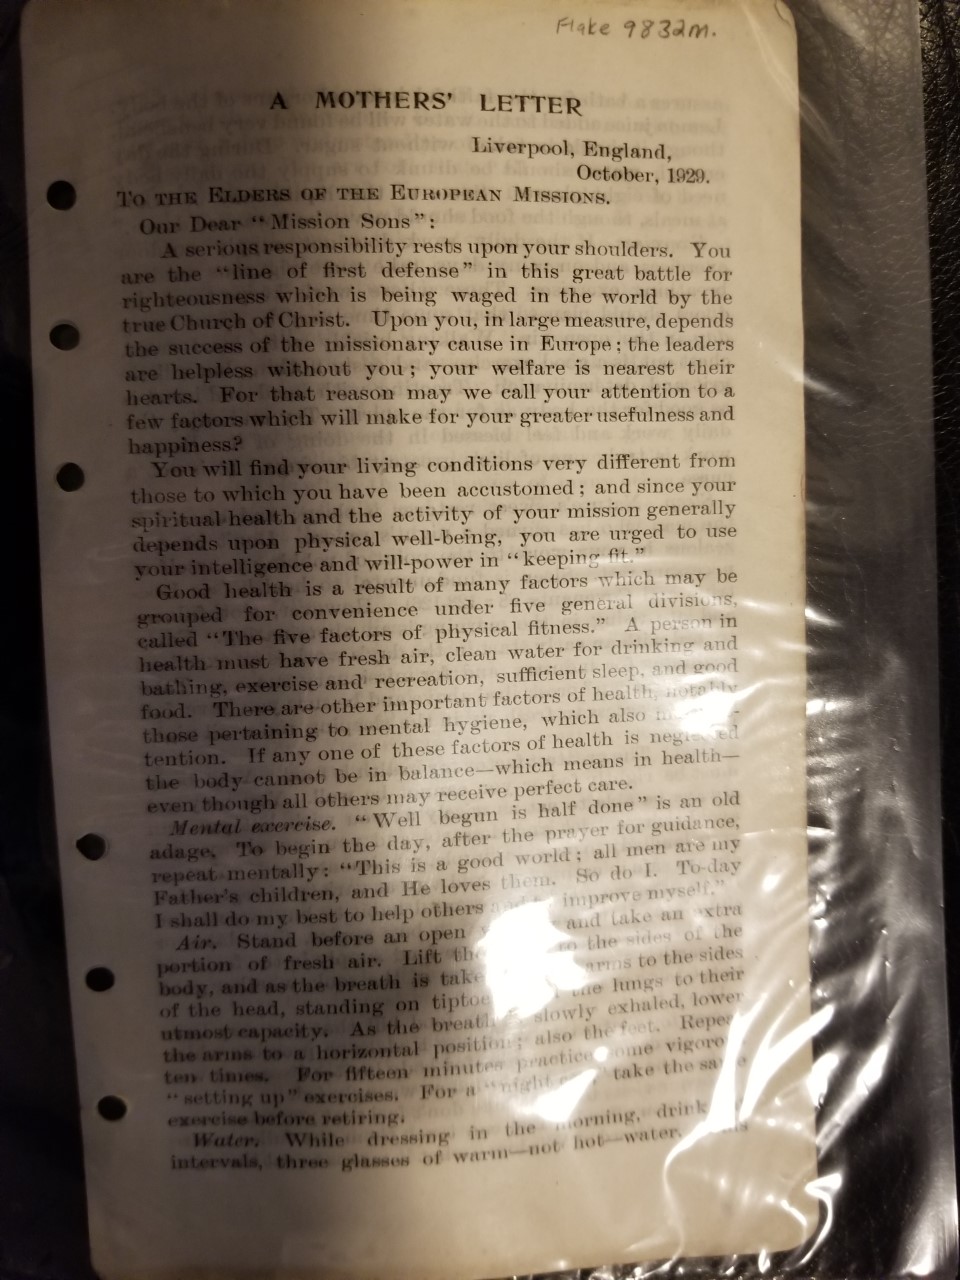 Flake 9832m.
A MOTHERS' LETTER
Liverpool, England,
October, 1929.
To the Elders of the European Missions.
Our Dear "Mission Sons":
A serious responsibility rests upon your shoulders. You
are the "line of first defense" in this great battle for
righteousness which is being waged in the world by the
true Church of Christ. Upon you, in large measure, depends
the success of the missionary cause in Europe; the leaders
are helpless without you; your welfare is nearest their
hearts. For that reason may we call your attention to a
few factors which will make for your greater usefulness and
happiness?
You will find your living conditions very different from
those to which you have been accustomed; and since your
spiritual health and the activity of your mission generally
depends upon physical well-being, you are urged to use
your intelligence and will-power in "keeping fit."
Good health is a result of many factors which may be
grouped for convenience under five general divisions,
called "The five factors of physical fitness." A person in
health must have fresh air, clean water for drinking and
bathing, exercise and recreation, sufficient sleep, and good
food. There are other important factors of health, notably
those pertaining to mental hygiene, which also
tention. If any one of these factors of health is neglected
the body cannot be in balance—which means in health—
even though all others may receive perfect care.
Mental exercise. "Well begun is half done" is an old
adage. To begin the day, after the prayer for guidance,
repeat mentally: "This is a good world; all men are my
Father's children, and He loves them. So do I. To-day
I shall do my best to help others and improve myself."
Air. Stand before an open and take an extra
portion of fresh air. Lift the to the sides of the
body, and as the breath is take arms to the sides
of the head, standing on tiptoe the lungs to their
utmost capacity. As the breath slowly exhaled, lower
the arms to a horizontal position; also the feet. Repeat
ten times. For fifteen minutes practice some vigorous
"setting up" exercises. For a "night take the same
exercise before retiring.
Water. While dressing in the morning, drink
intervals, three glasses of warm—not hot—water.